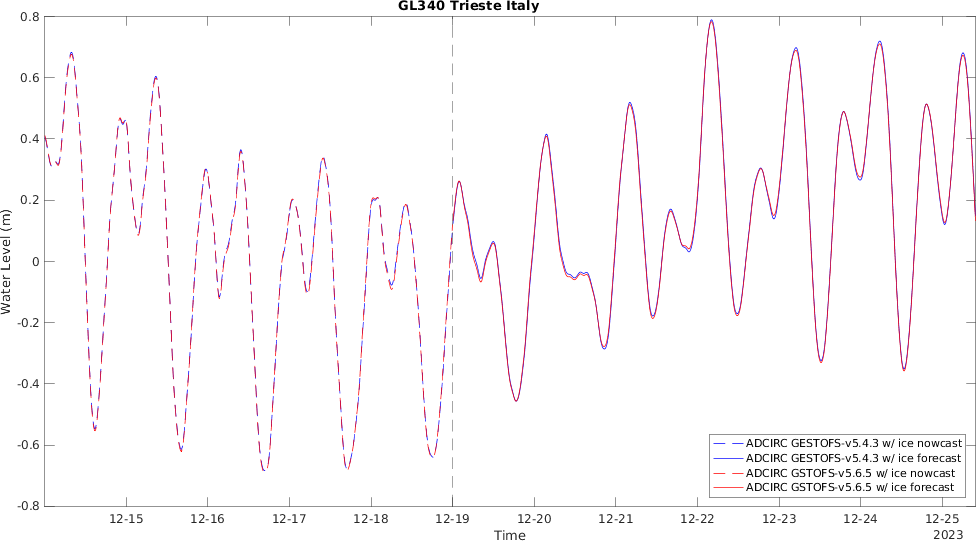 GL340 Trieste Italy
0.8
0.6
0.4
0.2
0
-0.2
-0.4
-0.6
-0.8
Water Level (m)
ADCIRC GESTOFS-v5.4.3 w/ ice nowcast
ADCIRC GESTOFS-v5.4.3 w/ ice forecast
ADCIRC GSTOFS-v5.6.5 w/ ice nowcast
ADCIRC GSTOFS-v5.6.5 w/ ice forecast
12-15 12-16 12-17 12-18 12-19 12-20 12-21 12-22 12-23 12-24 12-25
Time
2023